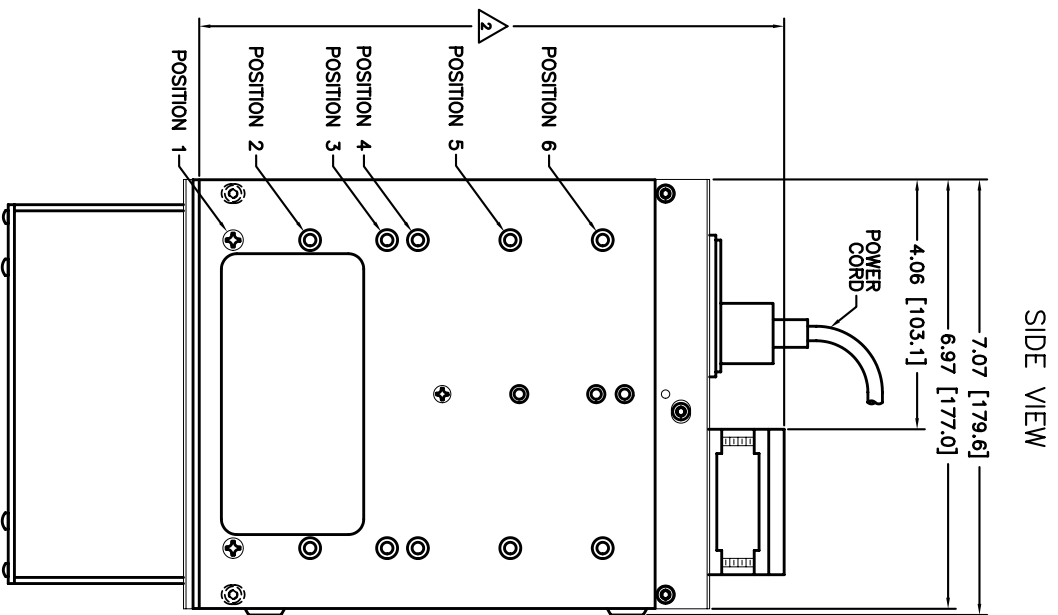 SIDE VIEW
7.07 [179.6]
6.97 [177.0]
4.06 [103.1]
POWER
CORD
2
POSITION 6
POSITION 5
POSITION 4
POSITION 3
POSITION 2
POSITION 1